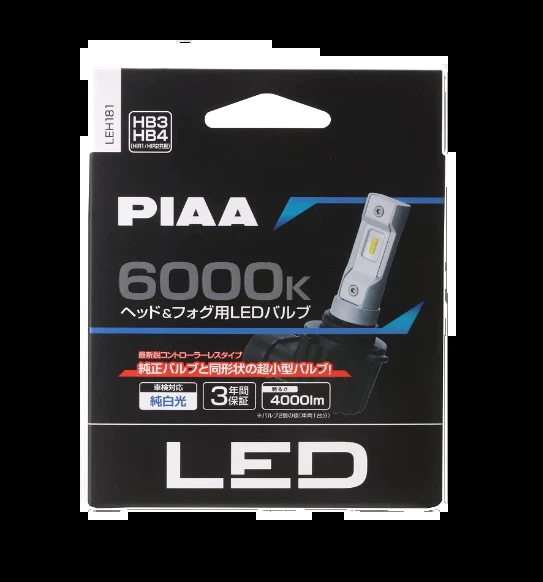 LEH181
HB3
HB4
(HIR1/HIR2共用)
PIAA
6000K
ヘッド&フォグ用LEDバルブ
最新鋭コントローラーレスタイプ
純正バルブと同形状の超小型バルブ!
車検対応
純白光
3年間
保証
明るさ
4000lm
※バルブ2個の値(車両1台分)
LED